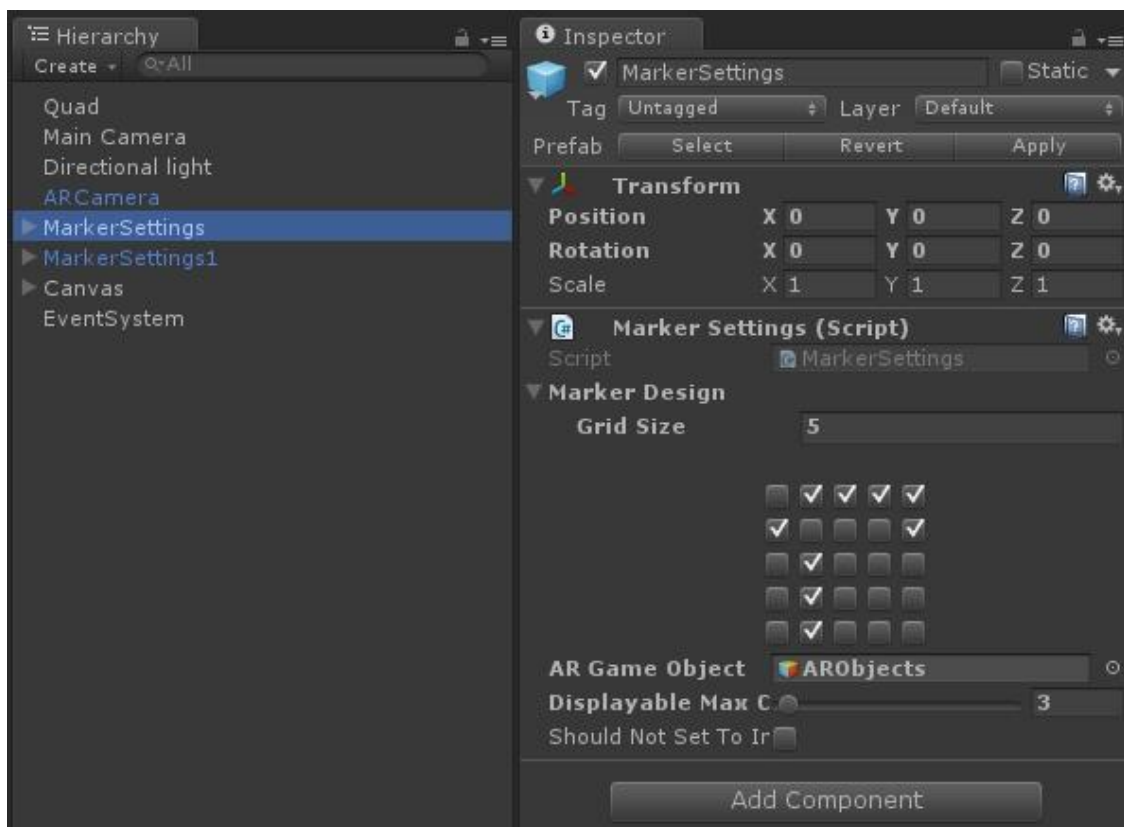 Hierarchy
Create All
Quad
Main Camera
Directional light
ARCamera
MarkerSettings
MarkerSettings1
Canvas
EventSystem
Inspector
MarkerSettings Static
Tag Untagged Layer Default
Prefab Select Revert Apply
Transform
Position X 0 Y 0 Z 0
Rotation X 0 Y 0 Z 0
Scale X 1 Y 1 Z 1
Marker Settings (Script)
Script MarkerSettings
Marker Design
Grid Size 5
AR Game Object ARObjects
Displayable Max C 3
Should Not Set To Ir
Add Component